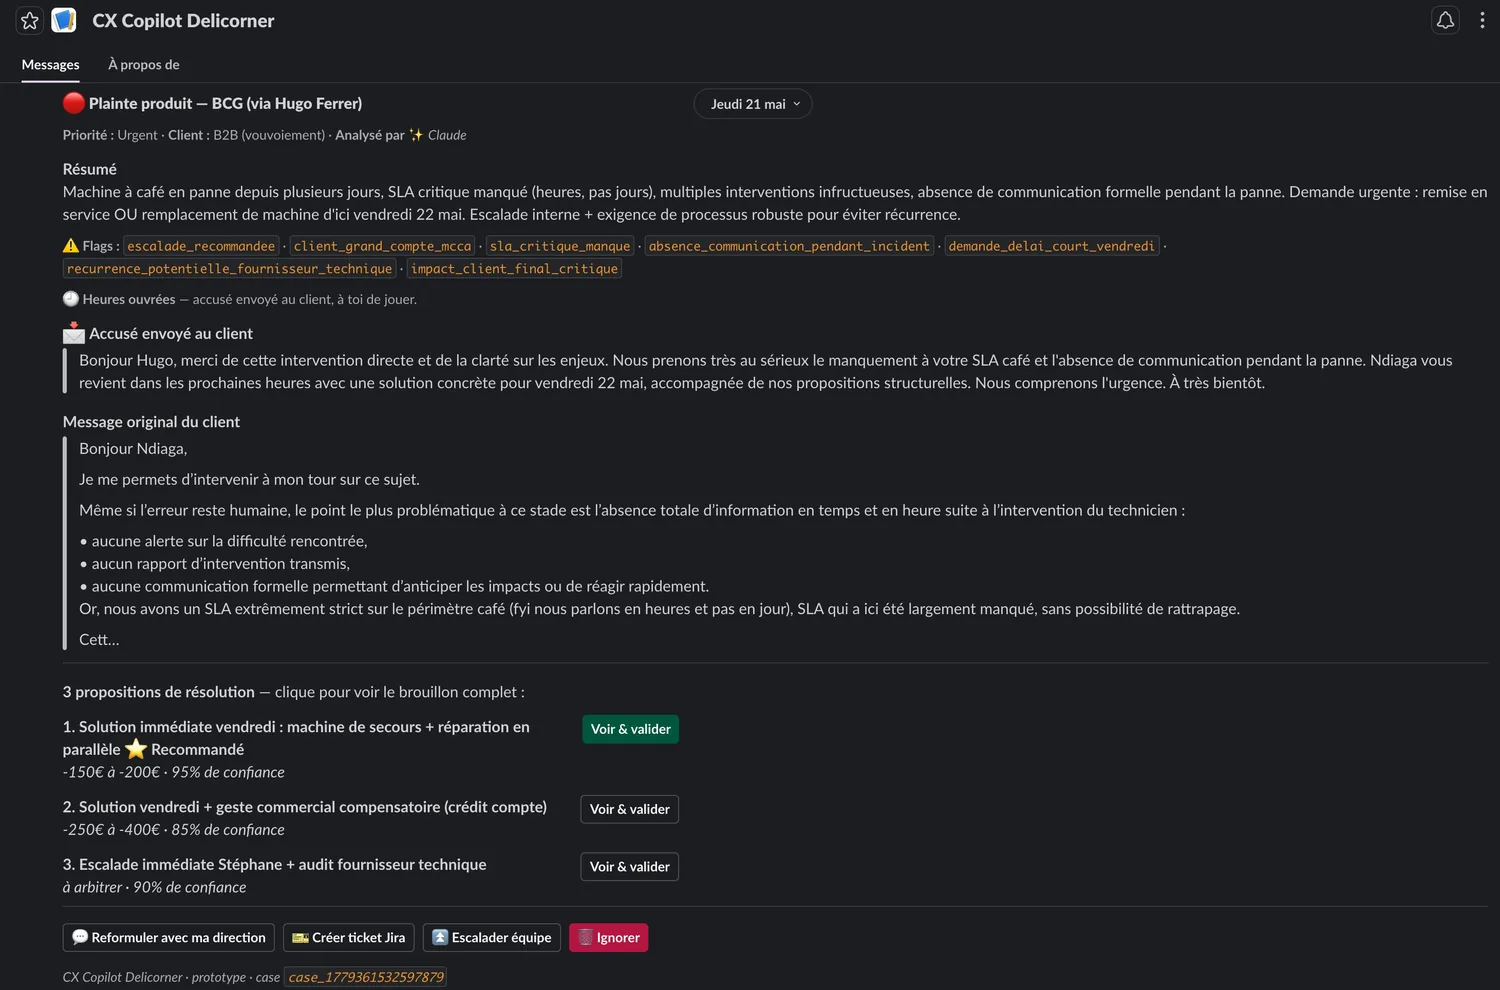 CX Copilot Delicorner
Messages
À propos de
Plainte produit — BCG (via Hugo Ferrer)
Jeudi 21 mai
Priorité : Urgent · Client : B2B (vouvoiement) · Analysé par ✨ Claude
Résumé
Machine à café en panne depuis plusieurs jours, SLA critique manqué (heures, pas jours), multiples interventions infructueuses, absence de communication formelle pendant la panne. Demande urgente : remise en
service OU remplacement de machine d'ici vendredi 22 mai. Escalade interne + exigence de processus robuste pour éviter récurrence.
⚠️ Flags : escalade_recommandee · client_grand_compte_mcca · sla_critique_manque · absence_communication_pendant_incident · demande_delai_court_vendredi ·
recurrence_potentielle_fournisseur_technique · impact_client_final_critique
Heures ouvrées — accusé envoyé au client, à toi de jouer.
Accusé envoyé au client
Bonjour Hugo, merci de cette intervention directe et de la clarté sur les enjeux. Nous prenons très au sérieux le manquement à votre SLA café et l'absence de communication pendant la panne. Ndiaga vous
revient dans les prochaines heures avec une solution concrète pour vendredi 22 mai, accompagnée de nos propositions structurelles. Nous comprenons l'urgence. À très bientôt.
Message original du client
Bonjour Ndiaga,
Je me permets d’intervenir à mon tour sur ce sujet.
Même si l’erreur reste humaine, le point le plus problématique à ce stade est l’absence totale d’information en temps et en heure suite à l’intervention du technicien :
• aucune alerte sur la difficulté rencontrée,
• aucun rapport d’intervention transmis,
• aucune communication formelle permettant d’anticiper les impacts ou de réagir rapidement.
Or, nous avons un SLA extrêmement strict sur le périmètre café (fyi nous parlons en heures et pas en jour), SLA qui a ici été largement manqué, sans possibilité de rattrapage.
Cett...
3 propositions de résolution — clique pour voir le brouillon complet :
1. Solution immédiate vendredi : machine de secours + réparation en
parallèle ⭐ Recommandé
-150€ à -200€ · 95% de confiance
Voir & valider
2. Solution vendredi + geste commercial compensatoire (crédit compte)
-250€ à -400€ · 85% de confiance
Voir & valider
3. Escalade immédiate Stéphane + audit fournisseur technique
à arbitrer · 90% de confiance
Voir & valider
Reformuler avec ma direction
Créer ticket Jira
Escalader équipe
Ignorer
CX Copilot Delicorner · prototype · case case_1779361532597879